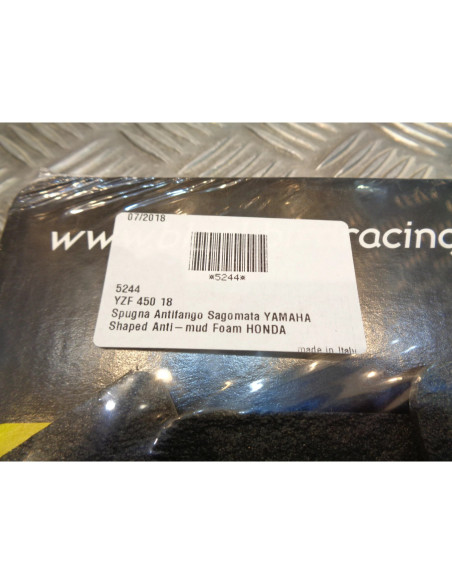 www. racing
07/2018
*5244*
5244
YZF 450 18
Spugna Antifango Sagomata YAMAHA
Shaped Anti-mud Foam HONDA
made in Italy